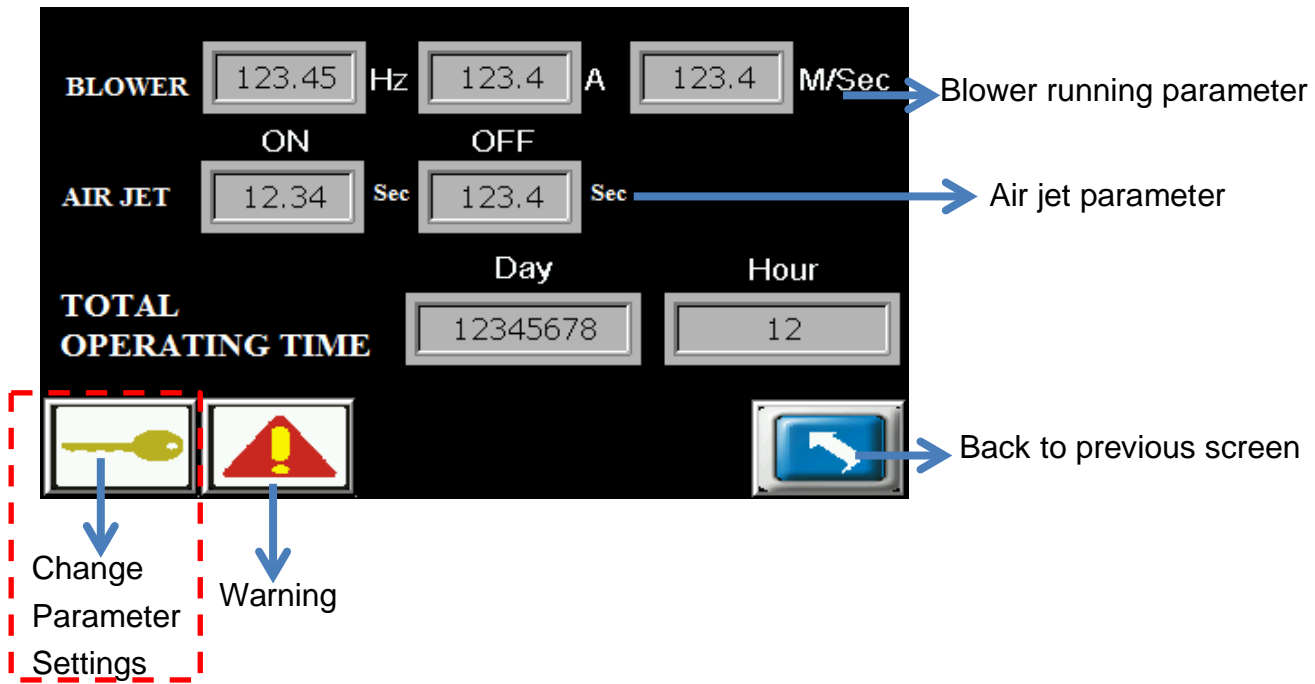 BLOWER 123.45 Hz 123.4 A 123.4 M/Sec Blower running parameter
ON OFF
AIR JET 12.34 Sec 123.4 Sec Air jet parameter
Day Hour
TOTAL
OPERATING TIME 12345678 12
Back to previous screen
Change
Parameter
Settings
Warning